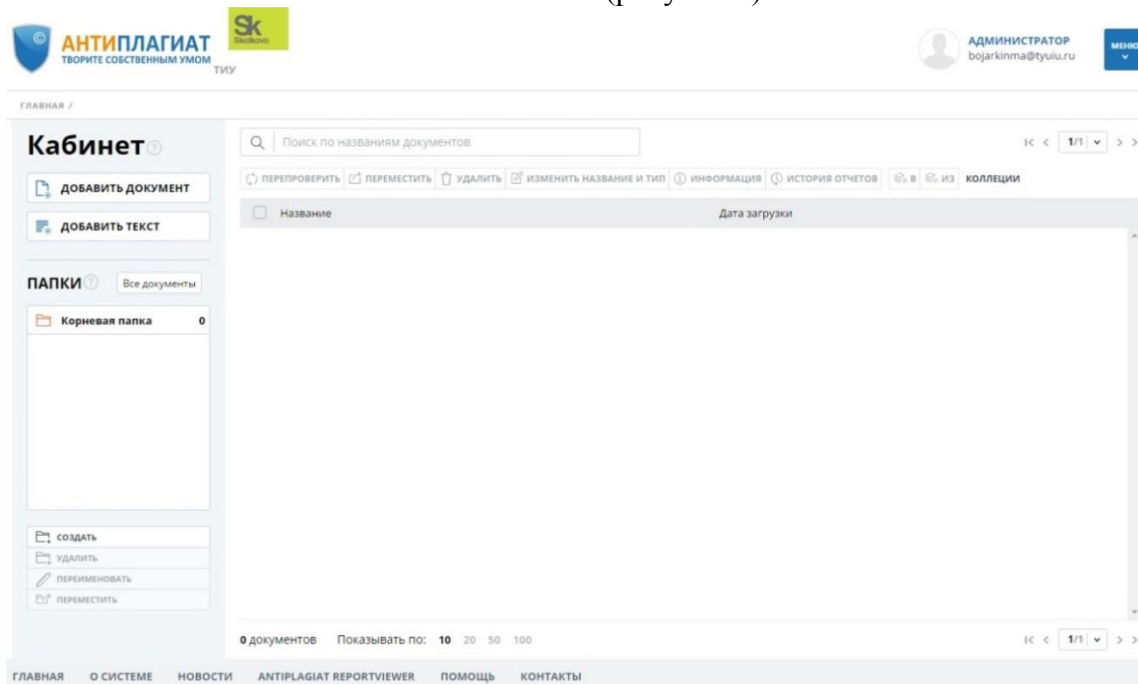 Sk
Skolkovo
АНТИПЛАГИАТ
ТВОРИТЕ СОБСТВЕННЫМ УМОМ
ТИУ
АДМИНИСТРАТОР
bojarkinma@tyuiu.ru
МЕНЮ
ГЛАВНАЯ /
Кабинет
Поиск по названиям документов
1/1
ДОБАВИТЬ ДОКУМЕНТ
ПЕРЕПРОВЕРИТЬ ПЕРЕМЕСТИТЬ УДАЛИТЬ ИЗМЕНИТЬ НАЗВАНИЕ И ТИП ИНФОРМАЦИЯ ИСТОРИЯ ОТЧЕТОВ В ИЗ КОЛЛЕЦИИ
Название Дата загрузки
ДОБАВИТЬ ТЕКСТ
ПАПКИ Все документы
Корневая папка 0
СОЗДАТЬ
УДАЛИТЬ
ПЕРЕИМЕНОВАТЬ
ПЕРЕМЕСТИТЬ
0 документов Показывать по: 10 20 50 100 1/1
ГЛАВНАЯ О СИСТЕМЕ НОВОСТИ ANTIPLAGIAT REPORTVIEWER ПОМОЩЬ КОНТАКТЫ